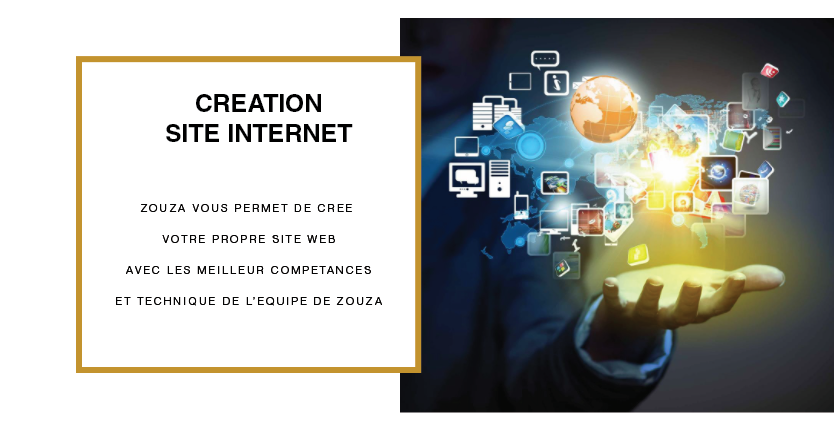 CREATION
SITE INTERNET
ZOUZA VOUS PERMET DE CREE
VOTRE PROPRE SITE WEB
AVEC LES MEILLEUR COMPETANCES
ET TECHNIQUE DE L'EQUIPE DE ZOUZA